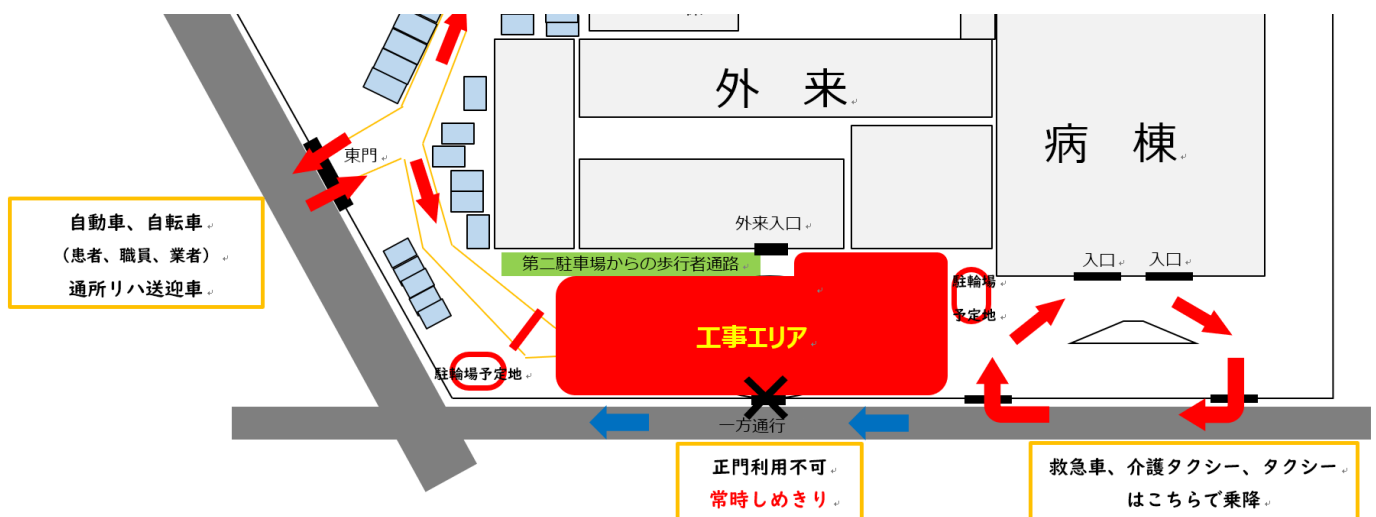 外 来
病 棟
東門
自動車、自転車
（患者、職員、業者）
通所リハ送迎車
外来入口
第二駐車場からの歩行者通路
入口
入口
駐輪場
予定地
工事エリア
駐輪場予定地
一方通行
正門利用不可
常時しめきり
救急車、介護タクシー、タクシー
はこちらで乗降